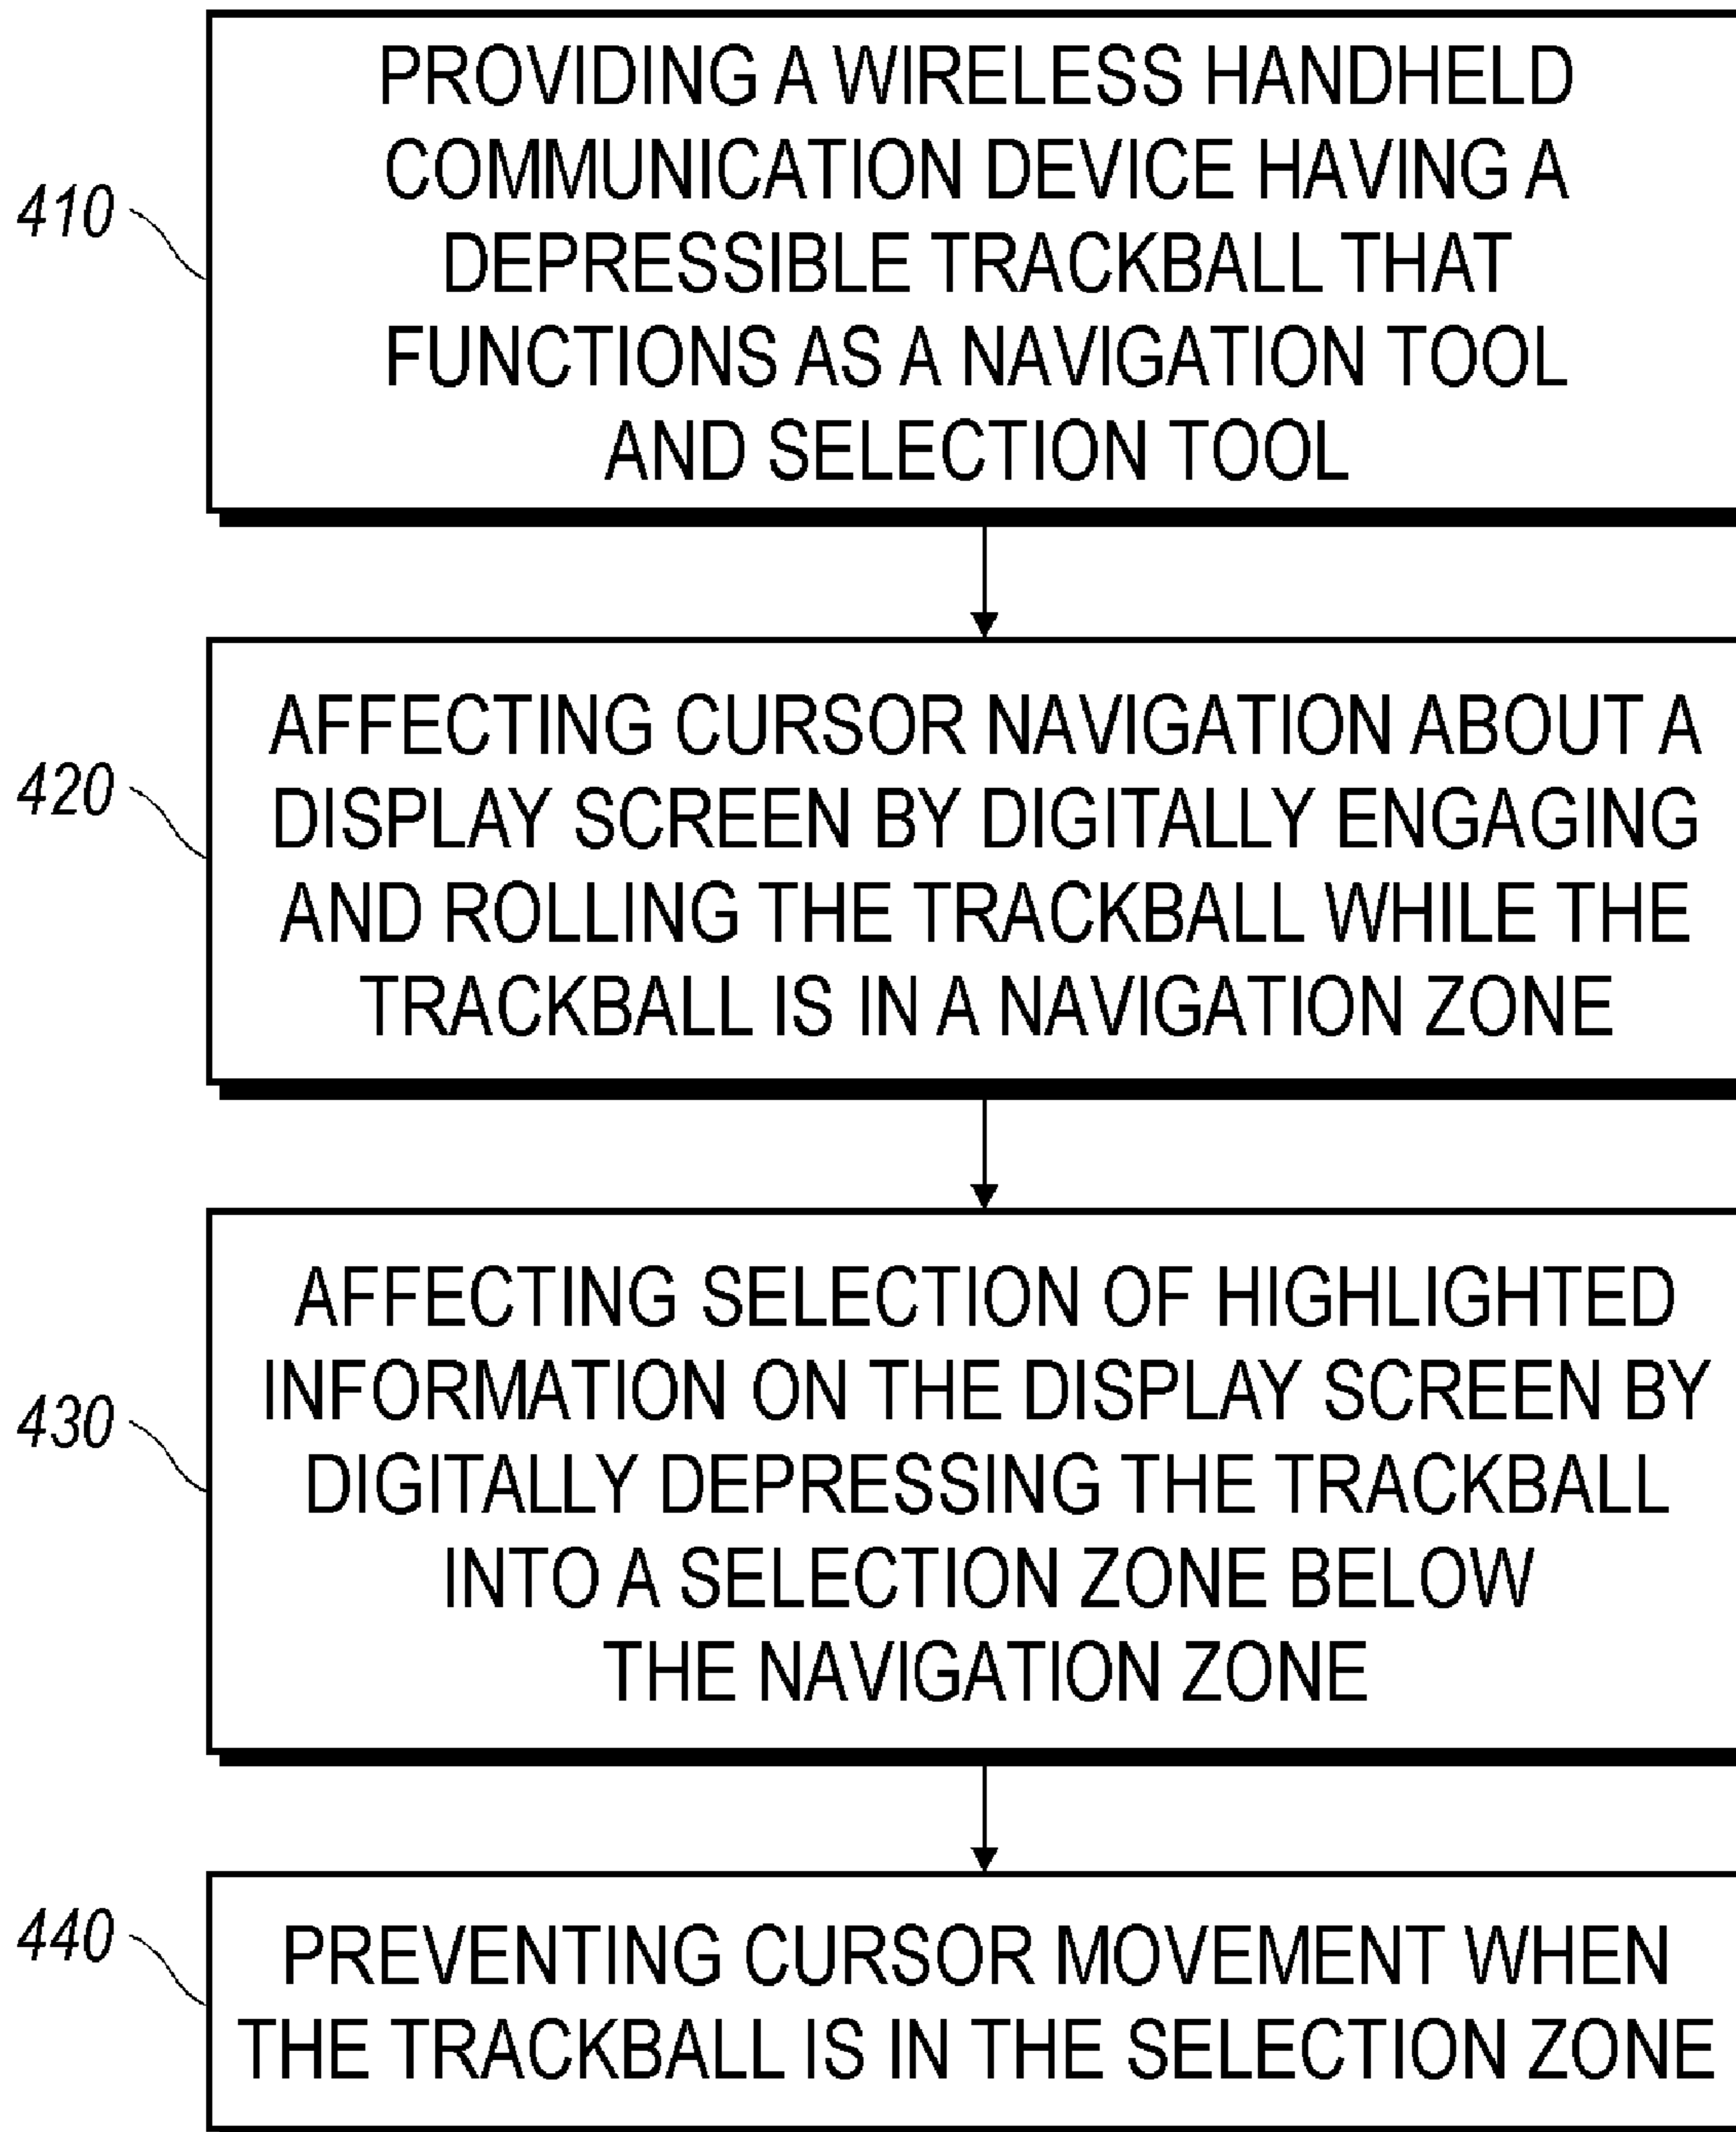 410
PROVIDING A WIRELESS HANDHELD
COMMUNICATION DEVICE HAVING A
DEPRESSIBLE TRACKBALL THAT
FUNCTIONS AS A NAVIGATION TOOL
AND SELECTION TOOL
420
AFFECTING CURSOR NAVIGATION ABOUT A
DISPLAY SCREEN BY DIGITALLY ENGAGING
AND ROLLING THE TRACKBALL WHILE THE
TRACKBALL IS IN A NAVIGATION ZONE
430
AFFECTING SELECTION OF HIGHLIGHTED
INFORMATION ON THE DISPLAY SCREEN BY
DIGITALLY DEPRESSING THE TRACKBALL
INTO A SELECTION ZONE BELOW
THE NAVIGATION ZONE
440
PREVENTING CURSOR MOVEMENT WHEN
THE TRACKBALL IS IN THE SELECTION ZONE